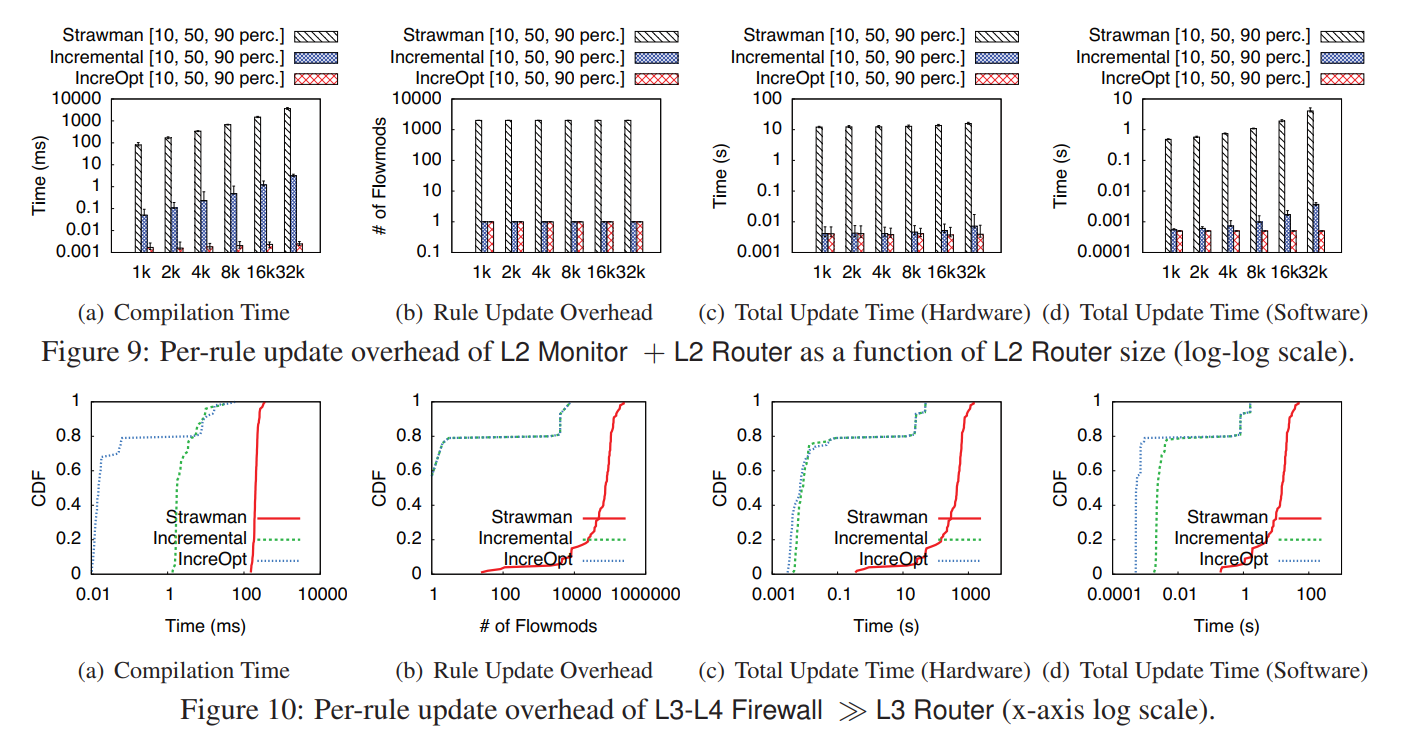 Strawman [10, 50, 90 perc.]
Incremental [10, 50, 90 perc.]
IncreOpt [10, 50, 90 perc.]
10000
1000
100
10
1
0.1
0.01
0.001
Time (ms)
1k 2k 4k 8k 16k32k
(a) Compilation Time
Strawman [10, 50, 90 perc.]
Incremental [10, 50, 90 perc.]
IncreOpt [10, 50, 90 perc.]
10000
1000
100
10
1
0.1
# of Flowmods
1k 2k 4k 8k 16k32k
(b) Rule Update Overhead
Strawman [10, 50, 90 perc.]
Incremental [10, 50, 90 perc.]
IncreOpt [10, 50, 90 perc.]
100
10
1
0.1
0.01
0.001
Time (s)
1k 2k 4k 8k 16k32k
(c) Total Update Time (Hardware)
Strawman [10, 50, 90 perc.]
Incremental [10, 50, 90 perc.]
IncreOpt [10, 50, 90 perc.]
10
1
0.1
0.01
0.001
0.0001
Time (s)
1k 2k 4k 8k 16k32k
(d) Total Update Time (Software)
Figure 9: Per-rule update overhead of L2 Monitor + L2 Router as a function of L2 Router size (log-log scale).
1
0.8
0.6
0.4
0.2
0
CDF
Strawman
Incremental
IncreOpt
0.01 1 100 10000
Time (ms)
(a) Compilation Time
1
0.8
0.6
0.4
0.2
0
CDF
Strawman
Incremental
IncreOpt
1 100 10000 1000000
# of Flowmods
(b) Rule Update Overhead
1
0.8
0.6
0.4
0.2
0
CDF
Strawman
Incremental
IncreOpt
0.001 0.1 10 1000
Time (s)
(c) Total Update Time (Hardware)
1
0.8
0.6
0.4
0.2
0
CDF
Strawman
Incremental
IncreOpt
0.0001 0.01 1 100
Time (s)
(d) Total Update Time (Software)
Figure 10: Per-rule update overhead of L3-L4 Firewall ≫ L3 Router (x-axis log scale).